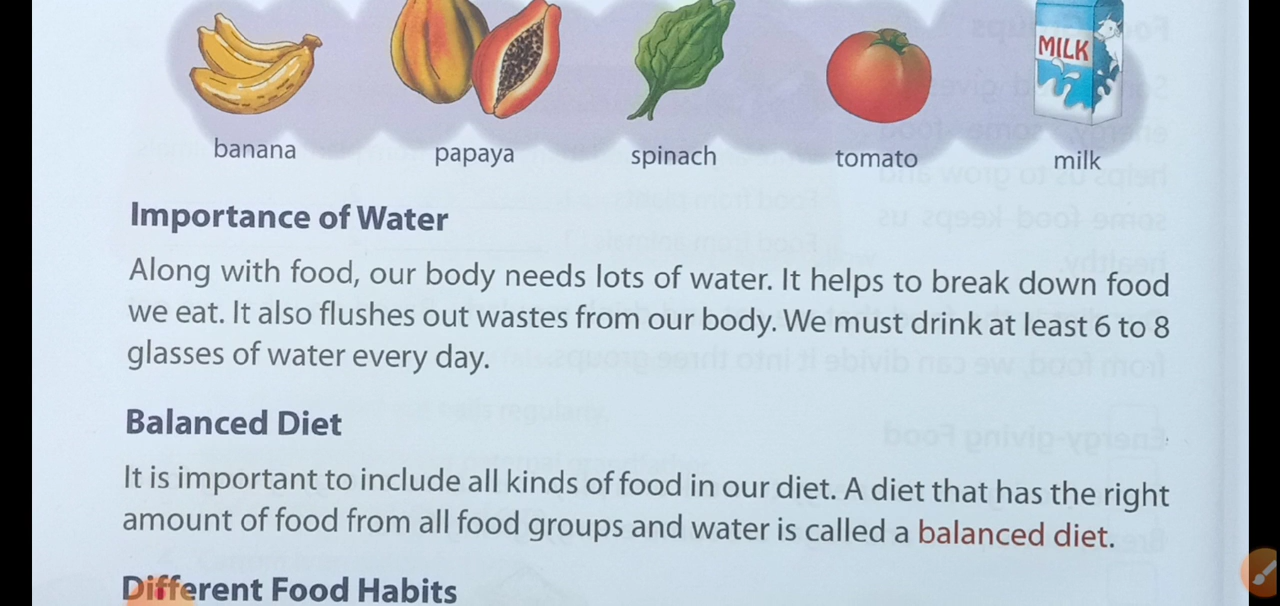 MILK
banana papaya spinach tomato milk
Importance of Water
Along with food, our body needs lots of water. It helps to break down food
we eat. It also flushes out wastes from our body. We must drink at least 6 to 8
glasses of water every day.
Balanced Diet
It is important to include all kinds of food in our diet. A diet that has the right
amount of food from all food groups and water is called a balanced diet.
Different Food Habits